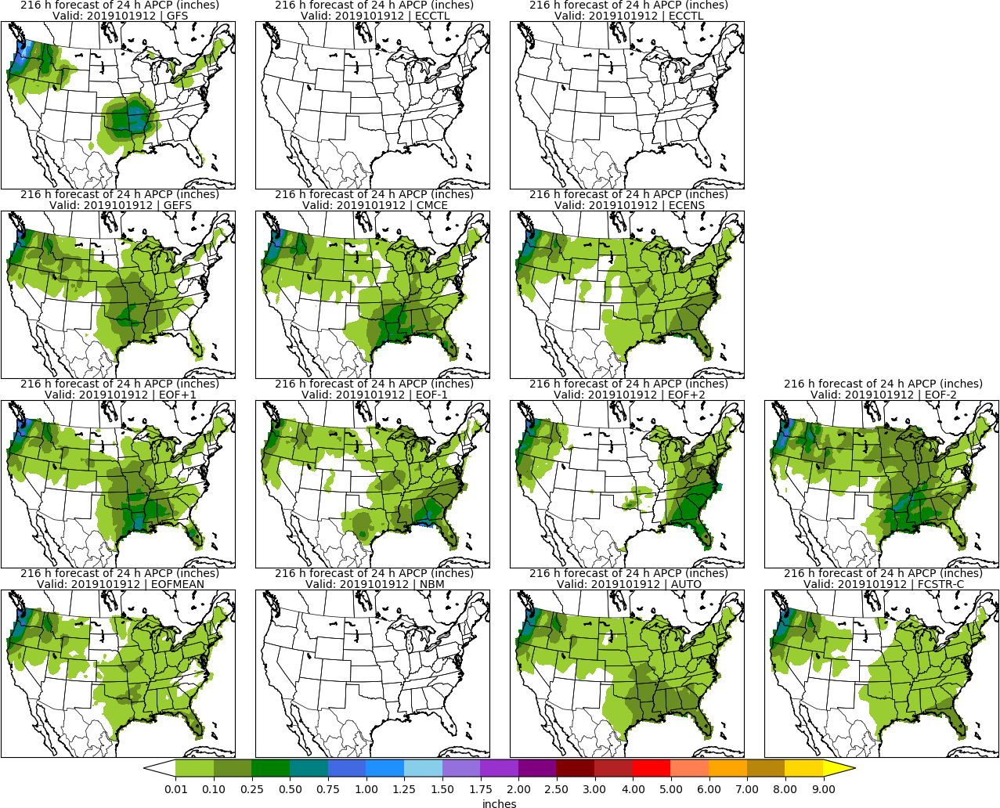 216 h forecast of 24 h APCP (inches)
Valid: 2019101912 | GFS
216 h forecast of 24 h APCP (inches)
Valid: 2019101912 | ECCTL
216 h forecast of 24 h APCP (inches)
Valid: 2019101912 | ECCTL
216 h forecast of 24 h APCP (inches)
Valid: 2019101912 | GEFS
216 h forecast of 24 h APCP (inches)
Valid: 2019101912 | CMCE
216 h forecast of 24 h APCP (inches)
Valid: 2019101912 | ECENS
216 h forecast of 24 h APCP (inches)
Valid: 2019101912 | EOF+1
216 h forecast of 24 h APCP (inches)
Valid: 2019101912 | EOF-1
216 h forecast of 24 h APCP (inches)
Valid: 2019101912 | EOF+2
216 h forecast of 24 h APCP (inches)
Valid: 2019101912 | EOF-2
216 h forecast of 24 h APCP (inches)
Valid: 2019101912 | EOFMEAN
216 h forecast of 24 h APCP (inches)
Valid: 2019101912 | NBM
216 h forecast of 24 h APCP (inches)
Valid: 2019101912 | AUTO
216 h forecast of 24 h APCP (inches)
Valid: 2019101912 | FCSTR-C
0.01 0.10 0.25 0.50 0.75 1.00 1.25 1.50 1.75 2.00 2.50 3.00 4.00 5.00 6.00 7.00 8.00 9.00
inches